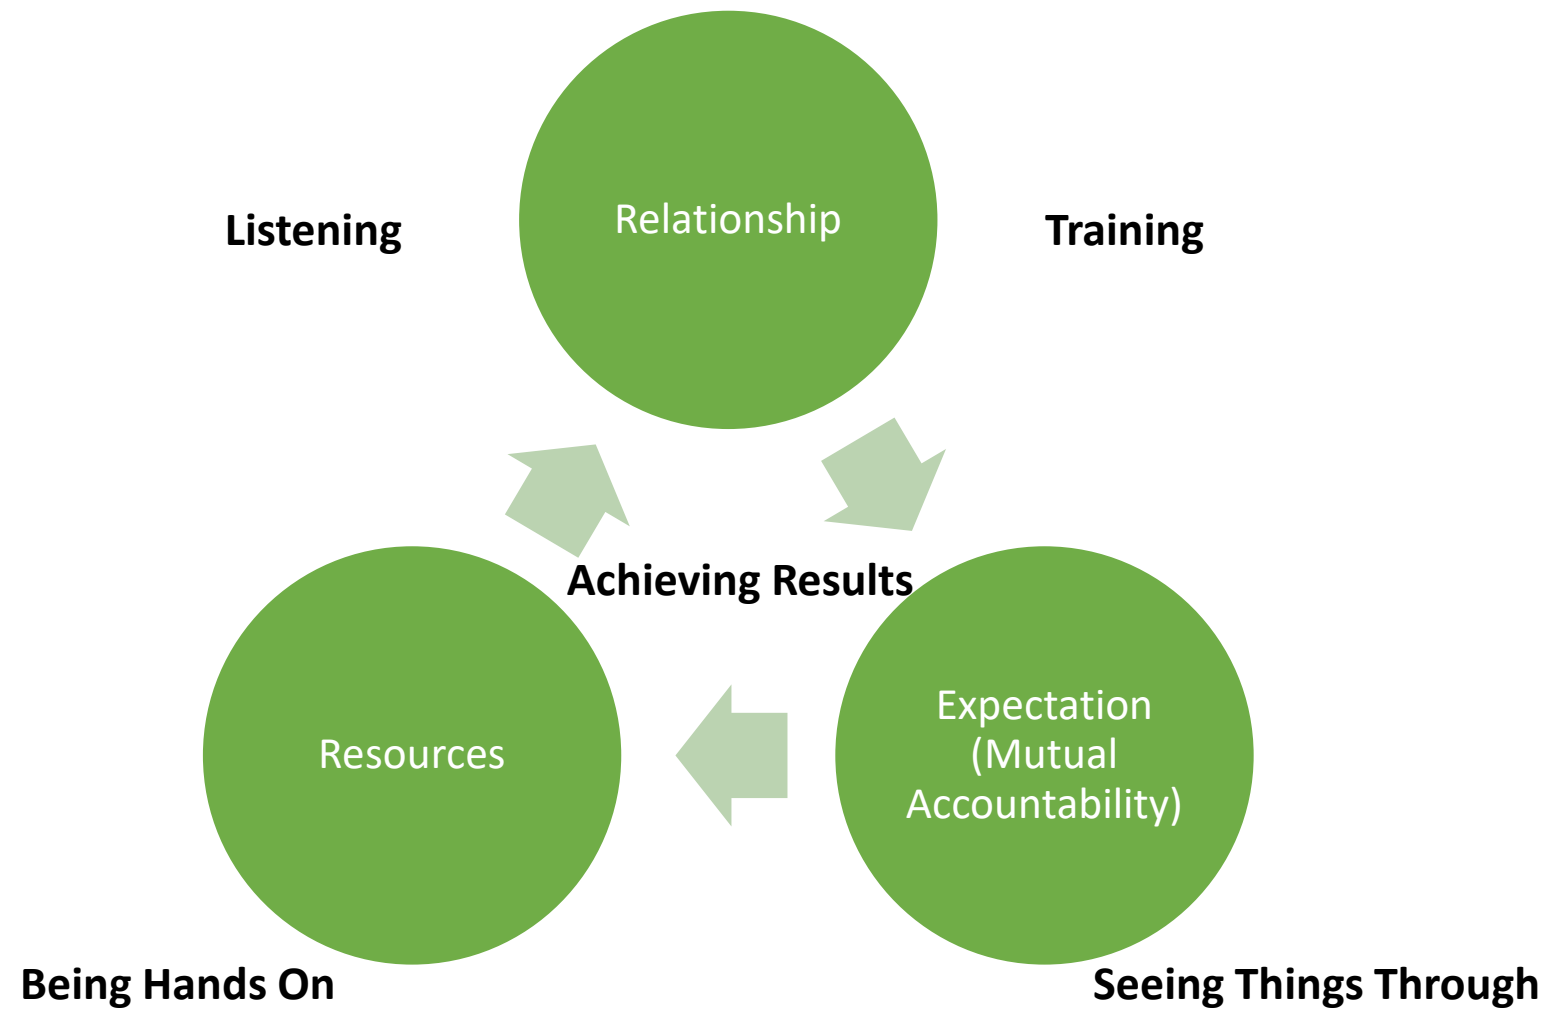 Relationship
Listening
Training
Achieving Results
Expectation
(Mutual
Accountability)
Resources
Being Hands On
Seeing Things Through